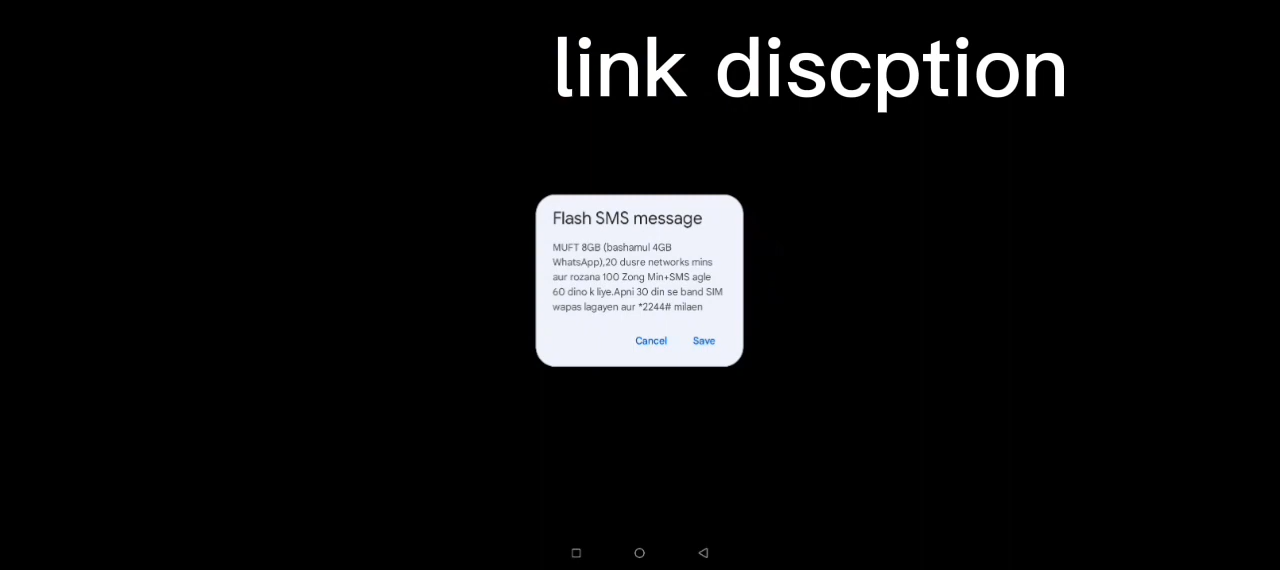 link discption
Flash SMS message
MUFT 8GB (bashamul 4GB
WhatsApp),20 dusre networks mins
aur rozana 100 Zong Min+SMS agle
60 dino k liye.Apni 30 din se band SIM
wapas lagayen aur *2244# milaen
Cancel Save